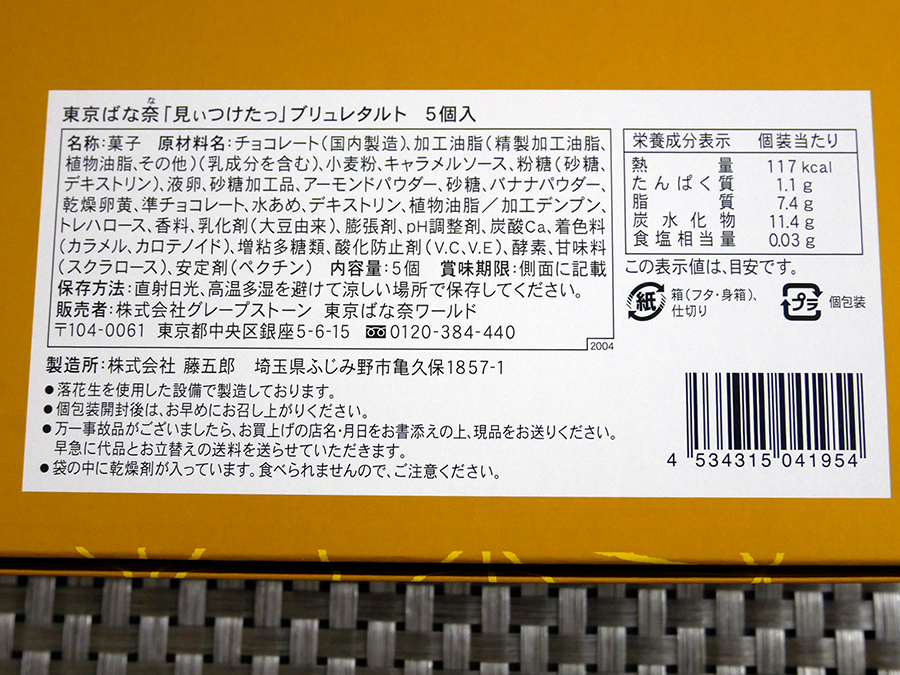 な
東京ばな奈「見ぃつけたっ」ブリュレタルト 5個入
名称:菓子 原材料名:チョコレート(国内製造)、加工油脂(精製加工油脂、
植物油脂、その他)(乳成分を含む)、小麦粉、キャラメルソース、粉糖(砂糖、
デキストリン)、液卵、砂糖加工品、アーモンドパウダー、砂糖、バナナパウダー、
乾燥卵黄、準チョコレート、水あめ、デキストリン、植物油脂/加工デンプン、
トレハロース、香料、乳化剤(大豆由来)、膨張剤、pH調整剤、炭酸Ca、着色料
(カラメル、カロテノイド)、増粘多糖類、酸化防止剤(V.C、V.E)、酵素、甘味料
(スクラロース)、安定剤(ペクチン) 内容量:5個 賞味期限:側面に記載
保存方法:直射日光、高温多湿を避けて涼しい場所で保存してください。
販売者:株式会社グレープストーン 東京ばな奈ワールド
〒104-0061 東京都中央区銀座5-6-15 0120-384-440
2004
製造所:株式会社 藤五郎 埼玉県ふじみ野市亀久保1857-1
●落花生を使用した設備で製造しております。
●個包装開封後は、お早めにお召し上がりください。
●万一事故品がございましたら、お買上げの店名・月日をお書添えの上、現品をお送りください。
早急に代品とお立替えの送料を送らせていただきます。
●袋の中に乾燥剤が入っています。食べられませんので、ご注意ください。
栄養成分表示 個装当たり
熱量 117kcal
たんぱく質 1.1g
脂質 7.4g
炭水化物 11.4g
食塩相当量 0.03g
この表示値は、目安です。
紙 箱(フタ・身箱)、
仕切り
プラ 個包装
4 534315 041954